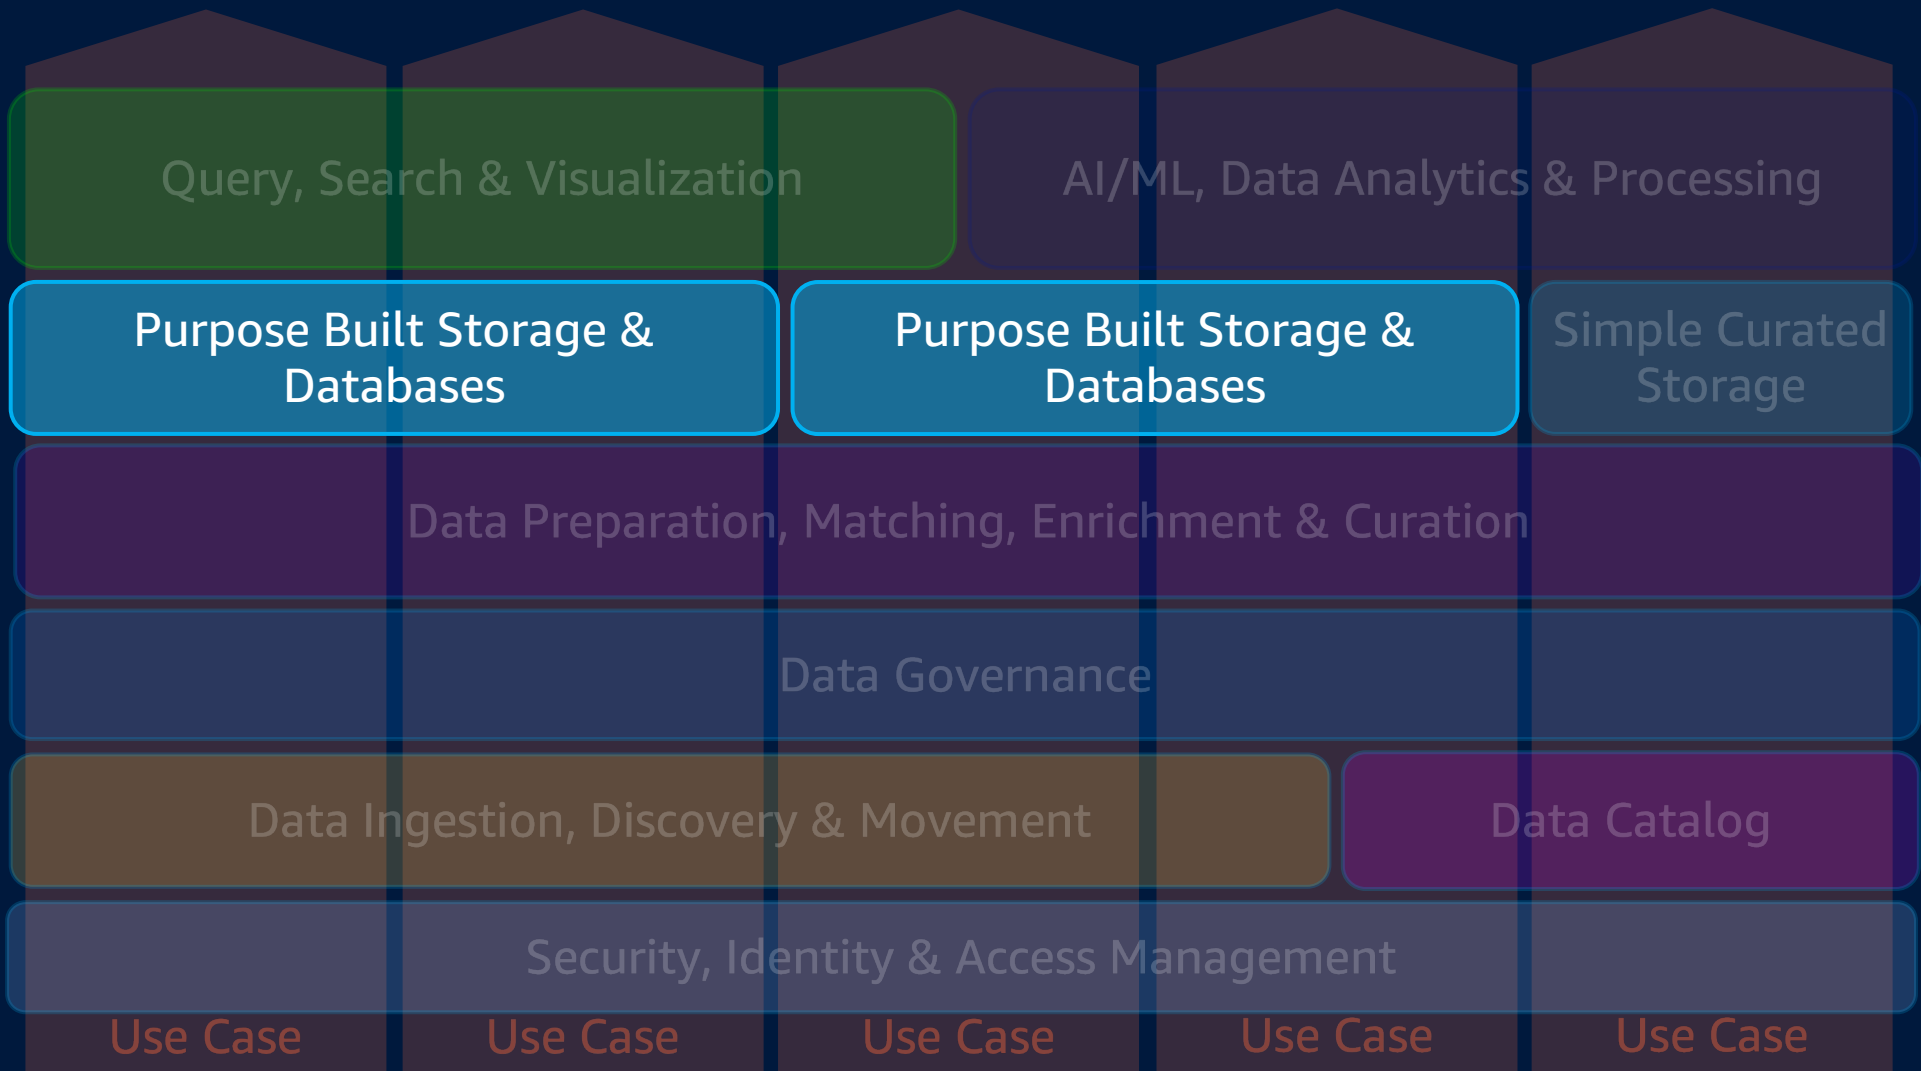 Query, Search & Visualization
AI/ML, Data Analytics & Processing
Purpose Built Storage &
Databases
Purpose Built Storage &
Databases
Simple Curated
Storage
Data Preparation, Matching, Enrichment & Curation
Data Governance
Data Ingestion, Discovery & Movement
Data Catalog
Security, Identity & Access Management
Use Case
Use Case
Use Case
Use Case
Use Case